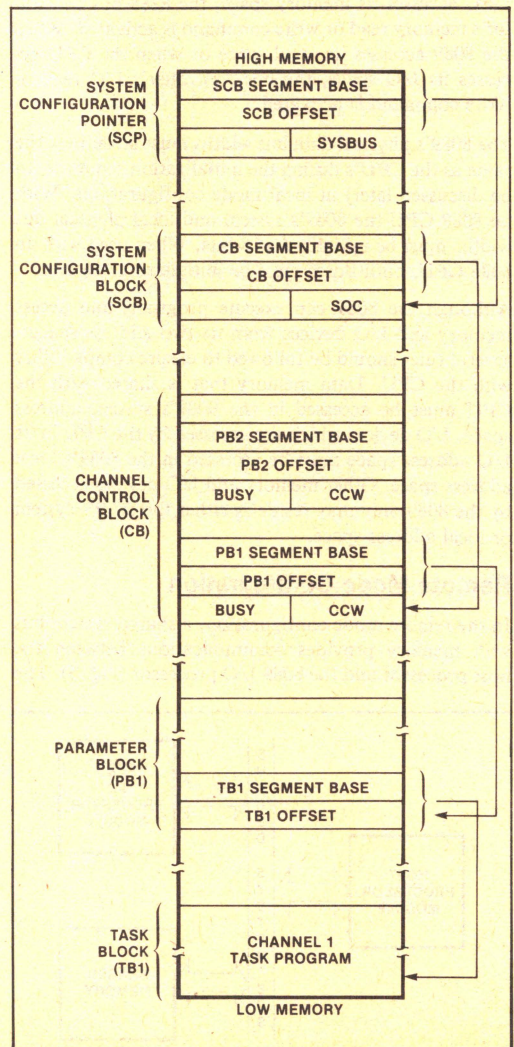 HIGH MEMORY
SYSTEM
CONFIGURATION
POINTER
(SCP)
SCB SEGMENT BASE
SCB OFFSET
SYSBUS
SYSTEM
CONFIGURATION
BLOCK
(SCB)
CB SEGMENT BASE
CB OFFSET
SOC
CHANNEL
CONTROL
BLOCK
(CB)
PB2 SEGMENT BASE
PB2 OFFSET
BUSY CCW
PB1 SEGMENT BASE
PB1 OFFSET
BUSY CCW
PARAMETER
BLOCK
(PB1)
TB1 SEGMENT BASE
TB1 OFFSET
TASK
BLOCK
(TB1)
CHANNEL 1
TASK PROGRAM
LOW MEMORY